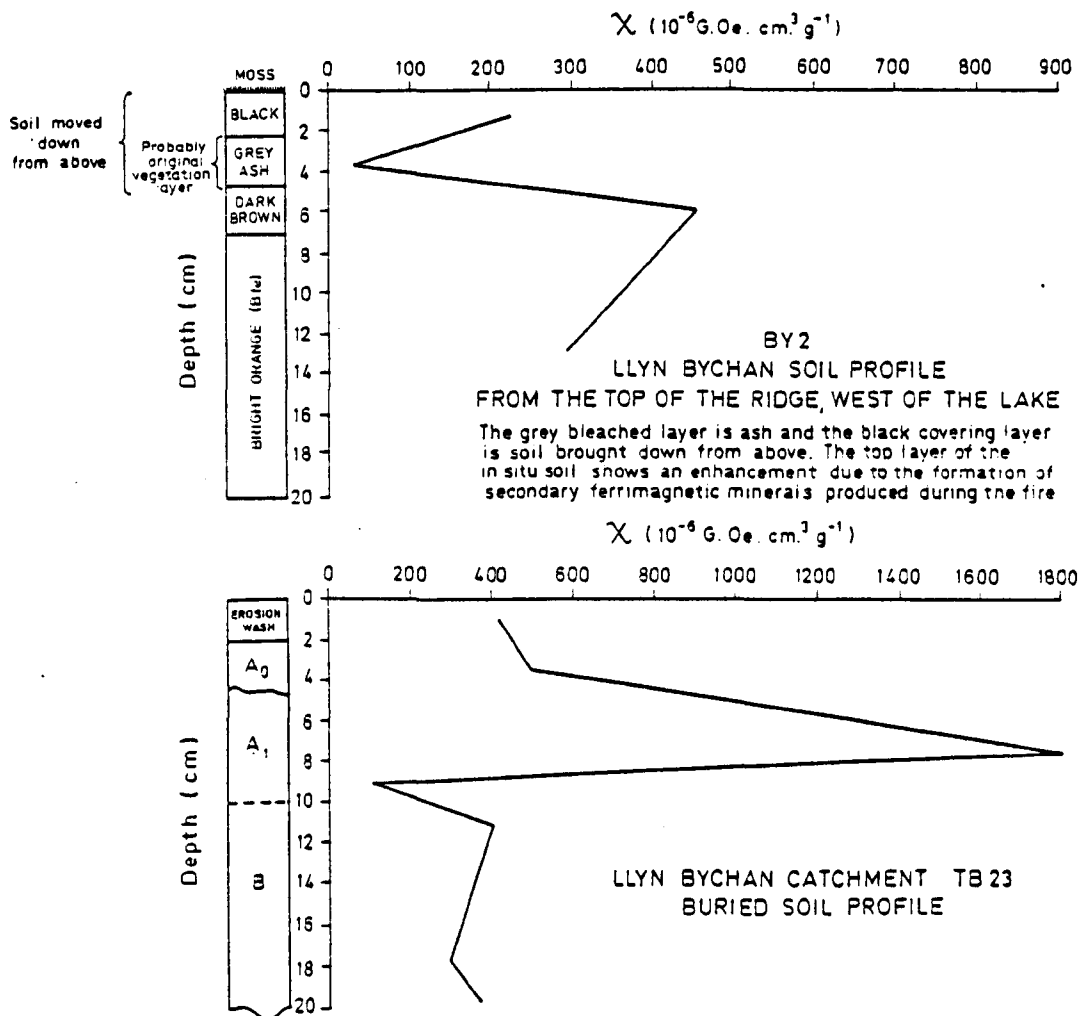 χ (10⁻⁶ G.Oe. cm.³ g⁻¹)
0 100 200 300 400 500 600 700 800 900
MOSS
Soil moved
down
from above
Probably
original
vegetation
layer
BLACK
GREY
ASH
DARK
BROWN
BRIGHT ORANGE
Depth (cm)
0
2
4
6
8
10
12
14
16
18
20
BY2
LLYN BYCHAN SOIL PROFILE
FROM THE TOP OF THE RIDGE, WEST OF THE LAKE
The grey bleached layer is ash and the black covering layer
is soil brought down from above. The top layer of the
in situ soil shows an enhancement due to the formation of
secondary ferrimagnetic minerals produced during the fire
χ (10⁻⁶ G.Oe. cm.³ g⁻¹)
0 200 400 600 800 1000 1200 1400 1600 1800
EROSION
WASH
A₀
A₁
B
Depth (cm)
0
2
4
6
8
10
12
14
16
18
20
LLYN BYCHAN CATCHMENT TB23
BURIED SOIL PROFILE